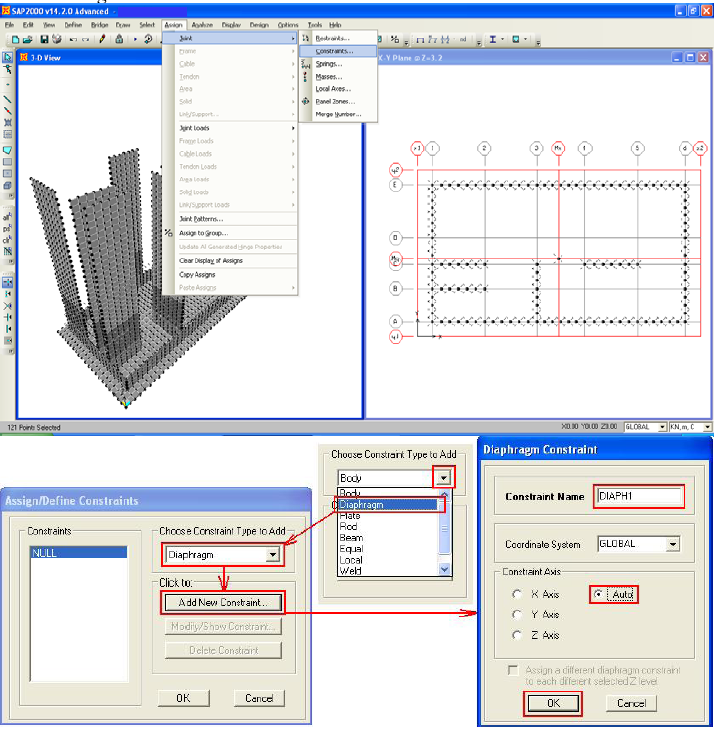 SAP2000 v14.2.0 Advanced -
File Edit View Define Bridge Draw Select Assign Analyze Display Design Options Tools Help
3-D View
X-Y Plane @ Z=3.2
Joint
Frame
Cable
Tendon
Area
Solid
Link/Support...
Joint Loads
Frame Loads
Cable Loads
Tendon Loads
Area Loads
Solid Loads
Link/Support Loads
Joint Patterns...
Assign to Group...
Update All Generated Hinge Properties
Clear Display of Assigns
Copy Assigns
Paste Assigns
Restraints...
Constraints...
Springs...
Masses...
Local Axes...
Panel Zones...
Merge Number...
x1 1 2 3 Mx 4 5 6 x2
y2
E
D
My
C
B
A
y1
121 Points Selected
X0.00 Y0.00 Z3.00 GLOBAL KN, m, C
Assign/Define Constraints
Constraints
NULL
Choose Constraint Type to Add
Diaphragm
Click to:
Add New Constraint...
Modify/Show Constraint...
Delete Constraint
OK Cancel
Choose Constraint Type to Add
Body
Body
Diaphragm
Plate
Rod
Beam
Equal
Local
Weld
Diaphragm Constraint
Constraint Name DIAPH1
Coordinate System GLOBAL
Constraint Axis
X Axis Auto
Y Axis
Z Axis
Assign a different diaphragm constraint
to each different selected Z level
OK Cancel